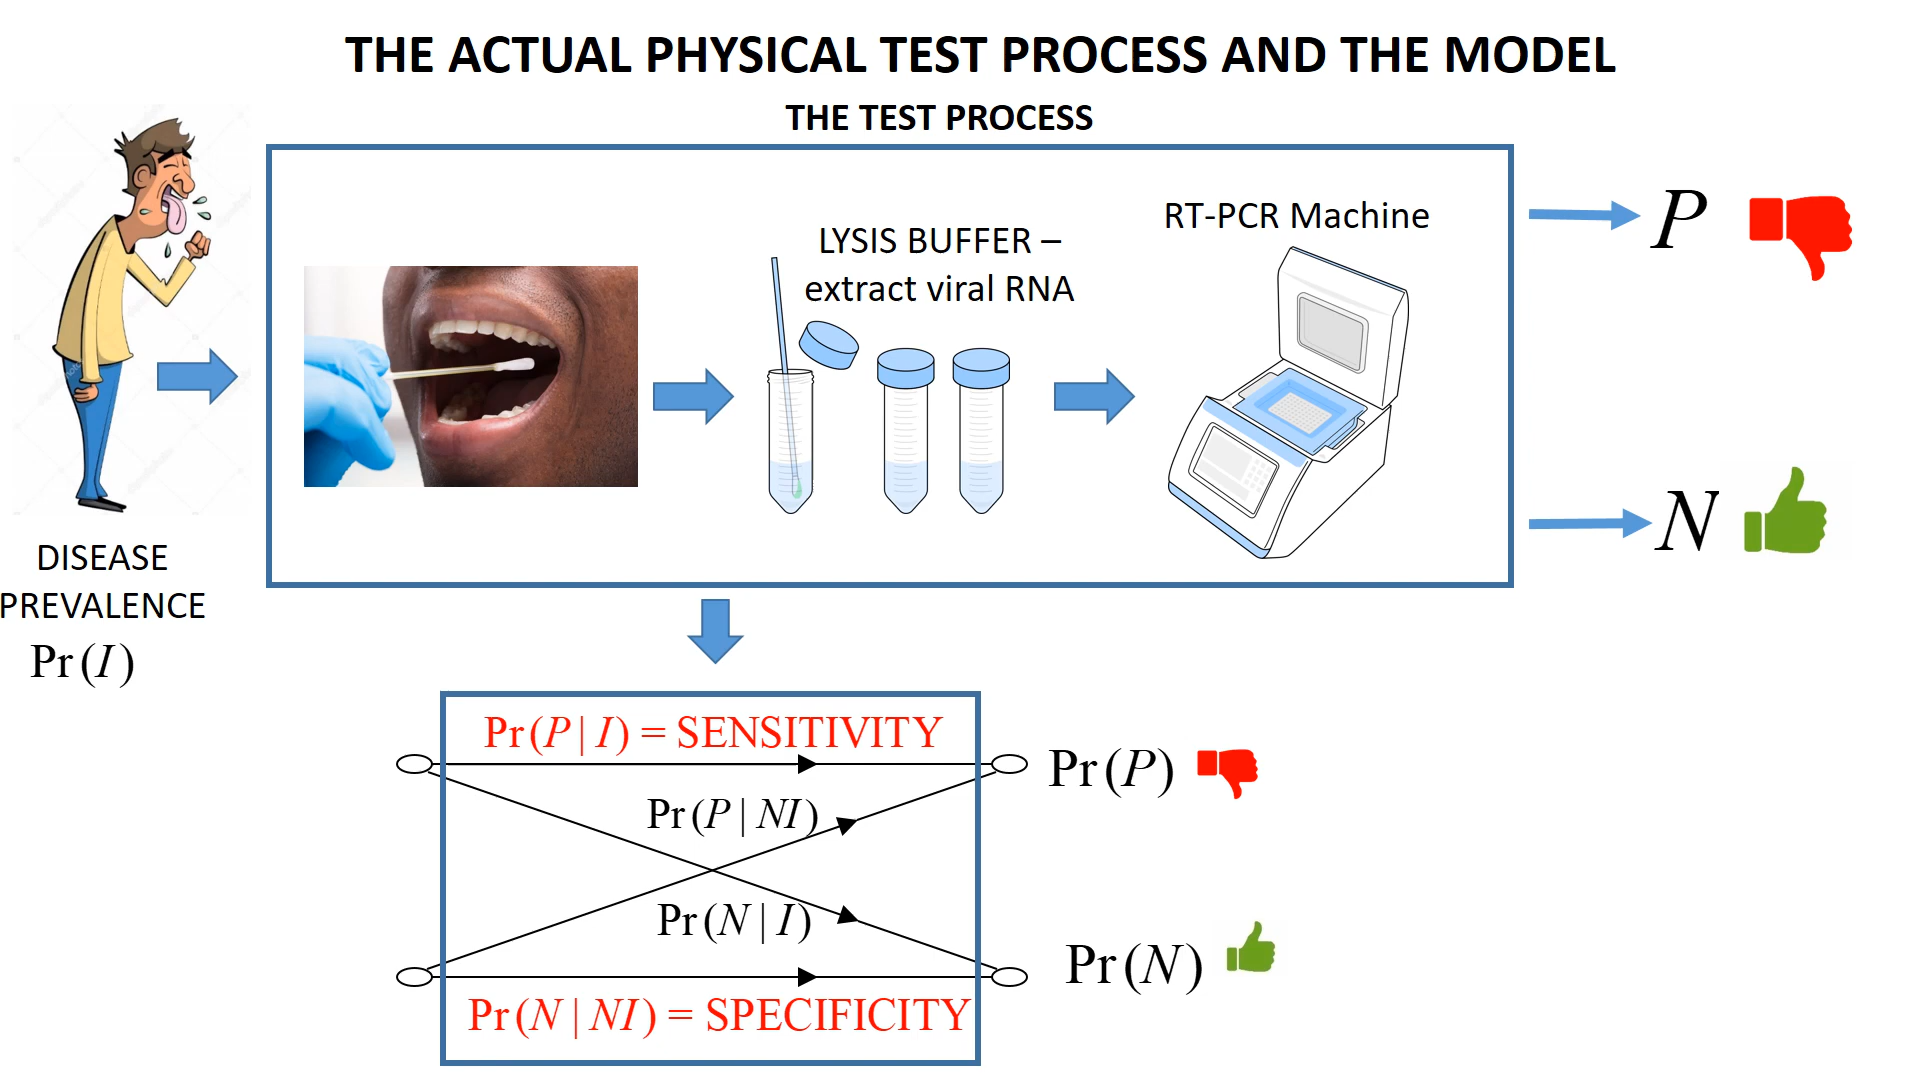 THE ACTUAL PHYSICAL TEST PROCESS AND THE MODEL
THE TEST PROCESS
LYSIS BUFFER –
extract viral RNA
RT-PCR Machine
P
N
DISEASE
PREVALENCE
Pr(I)
Pr(P | I) = SENSITIVITY
Pr(P | NI)
Pr(N | I)
Pr(N | NI) = SPECIFICITY
Pr(P)
Pr(N)